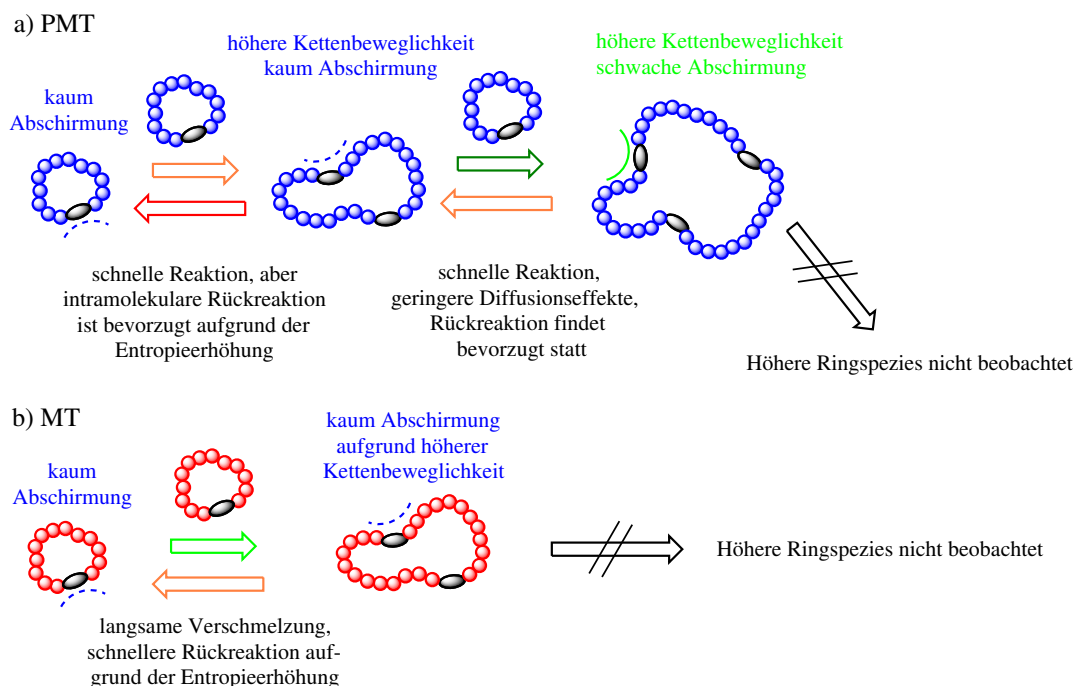 a) PMT
höhere Kettenbeweglichkeit
kaum Abschirmung
höhere Kettenbeweglichkeit
schwache Abschirmung
kaum
Abschirmung
schnelle Reaktion, aber
intramolekulare Rückreaktion
ist bevorzugt aufgrund der
Entropieerhöhung
schnelle Reaktion,
geringere Diffusionseffekte,
Rückreaktion findet
bevorzugt statt
Höhere Ringspezies nicht beobachtet
b) MT
kaum
Abschirmung
kaum Abschirmung
aufgrund höherer
Kettenbeweglichkeit
Höhere Ringspezies nicht beobachtet
langsame Verschmelzung,
schnellere Rückreaktion auf-
grund der Entropieerhöhung